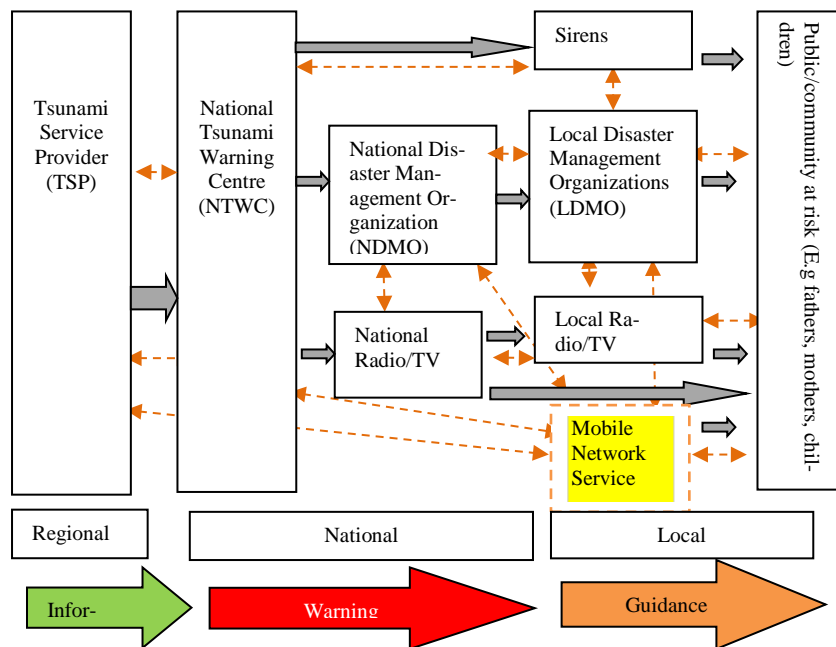 Tsunami
Service
Provider
(TSP)
National
Tsunami
Warning
Centre
(NTWC)
Sirens
National Dis-
aster Man-
agement Or-
ganization
(NDMO)
Local Disaster
Management
Organizations
(LDMO)
National
Radio/TV
Local Ra-
dio/TV
Mobile
Network
Service
Public/community at risk (E.g fathers, mothers, chil-
dren)
Regional
National
Local
Infor-
Warning
Guidance